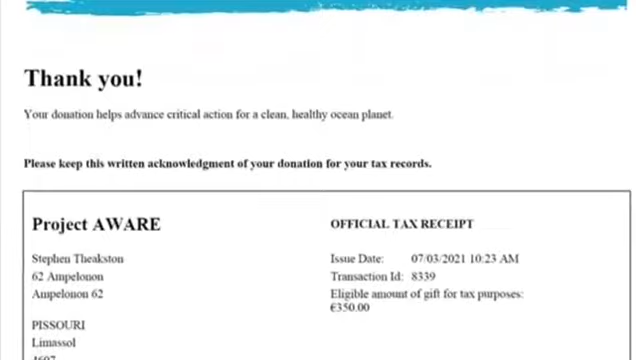 Thank you!
Your donation helps advance critical action for a clean, healthy ocean planet.
Please keep this written acknowledgment of your donation for your tax records.
Project AWARE
Stephen Theakston
62 Ampelonon
Ampelonon 62
PISSOURI
Limassol
OFFICIAL TAX RECEIPT
Issue Date: 07/03/2021 10:23 AM
Transaction Id: 8339
Eligible amount of gift for tax purposes:
€350.00